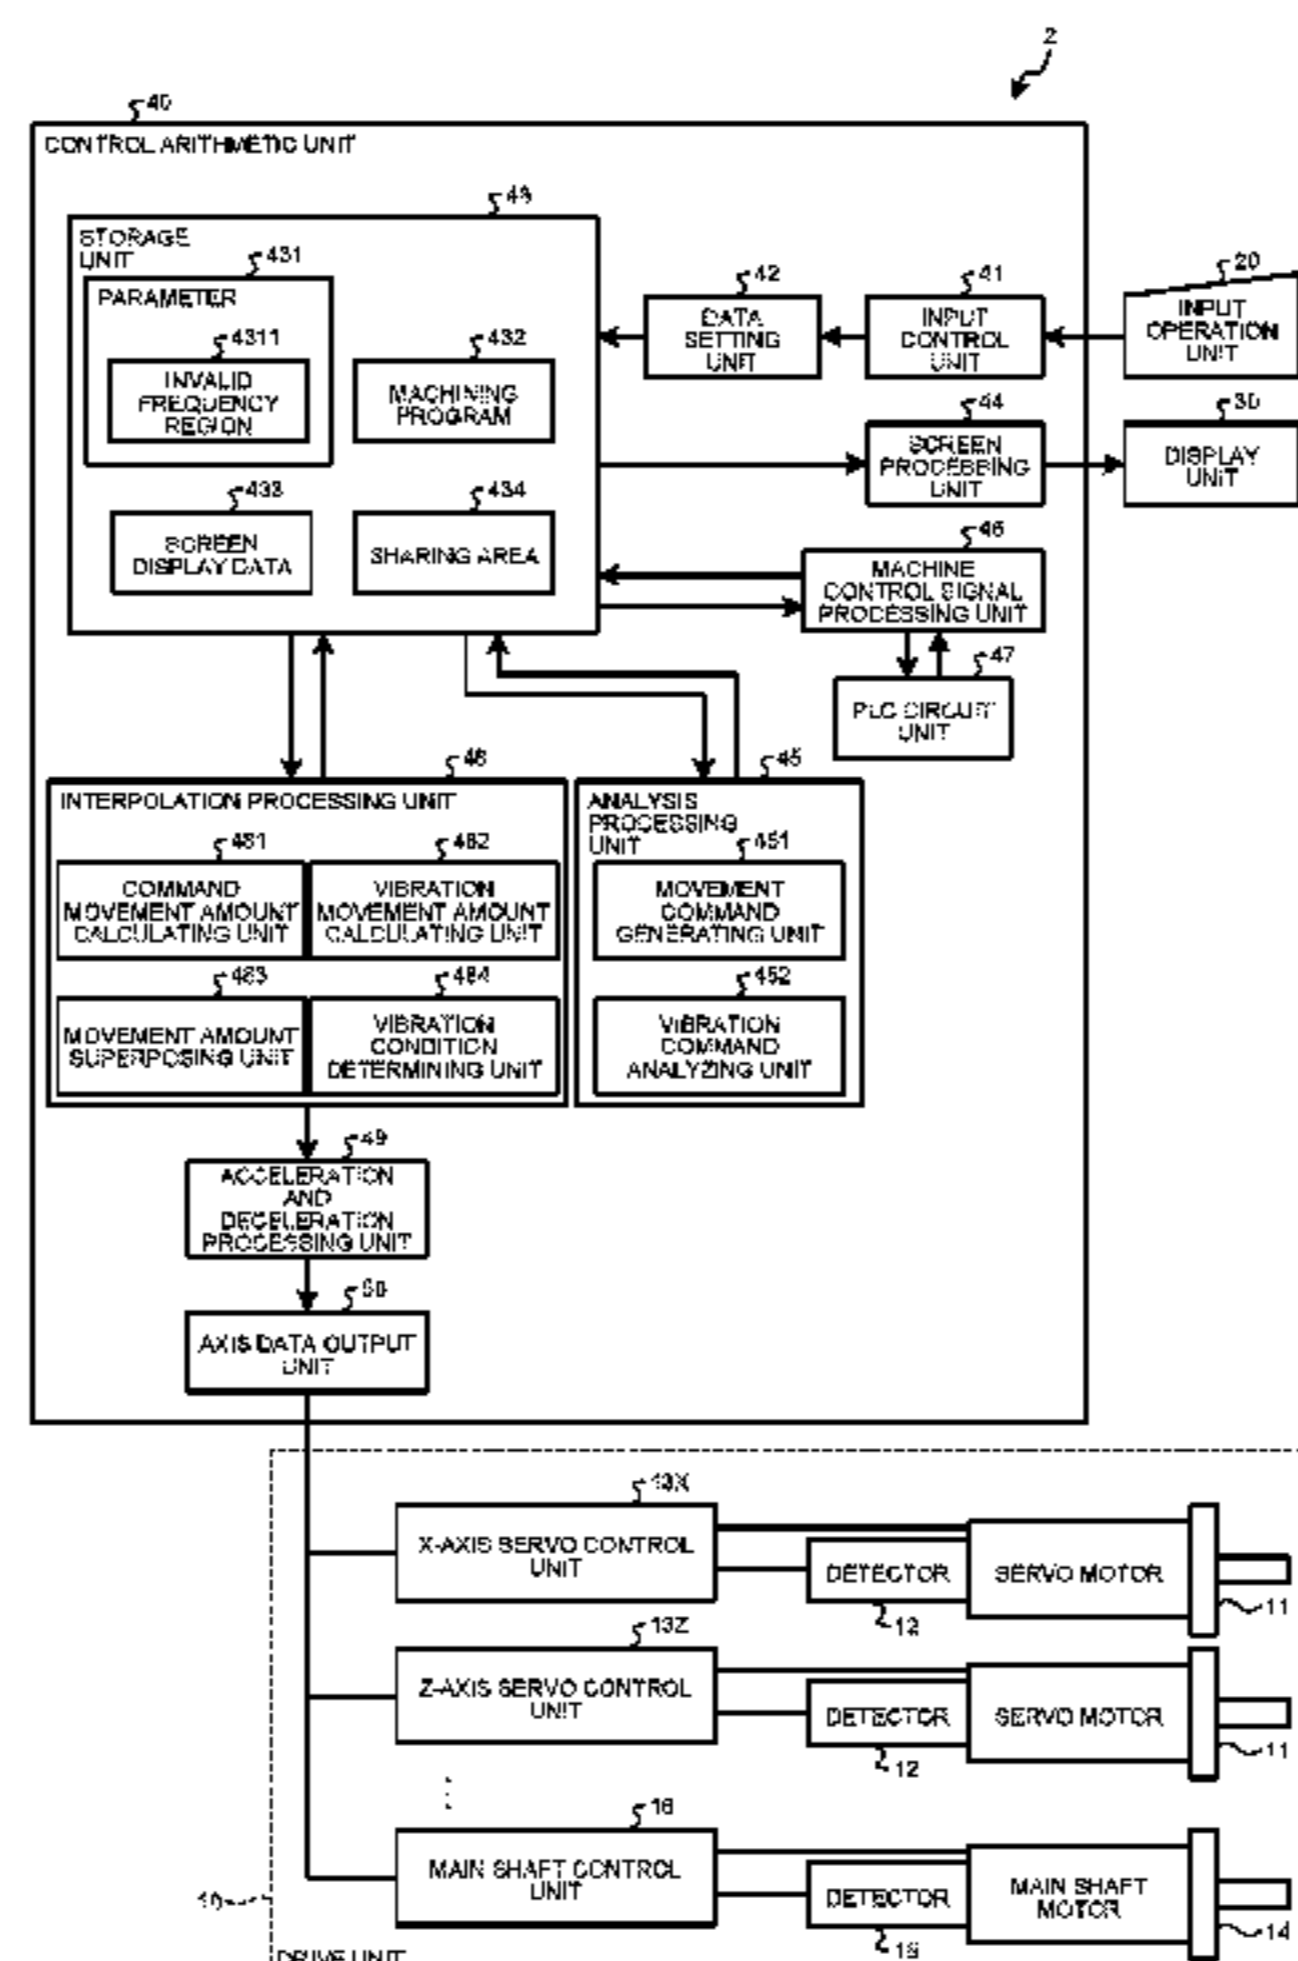 2
40
CONTROL ARITHMETIC UNIT
43
STORAGE
UNIT
431
PARAMETER
4311
INVALID
FREQUENCY
REGION
432
MACHINING
PROGRAM
433
SCREEN
DISPLAY DATA
434
SHARING AREA
42
DATA
SETTING
UNIT
41
INPUT
CONTROL
UNIT
20
INPUT
OPERATION
UNIT
44
SCREEN
PROCESSING
UNIT
30
DISPLAY
UNIT
46
MACHINE
CONTROL SIGNAL
PROCESSING UNIT
47
PLC CIRCUIT
UNIT
INTERPOLATION PROCESSING UNIT
481
COMMAND
MOVEMENT AMOUNT
CALCULATING UNIT
482
VIBRATION
MOVEMENT AMOUNT
CALCULATING UNIT
483
MOVEMENT AMOUNT
SUPERPOSING UNIT
484
VIBRATION
CONDITION
DETERMINING UNIT
45
ANALYSIS
PROCESSING
UNIT
451
MOVEMENT
COMMAND
GENERATING UNIT
452
VIBRATION
COMMAND
ANALYZING UNIT
49
ACCELERATION
AND
DECELERATION
PROCESSING UNIT
50
AXIS DATA OUTPUT
UNIT
13X
X-AXIS SERVO CONTROL
UNIT
DETECTOR
12
SERVO MOTOR
11
13Z
Z-AXIS SERVO CONTROL
UNIT
DETECTOR
12
SERVO MOTOR
11
16
MAIN SHAFT CONTROL
UNIT
DETECTOR
MAIN SHAFT
MOTOR
14
10
DRIVE UNIT